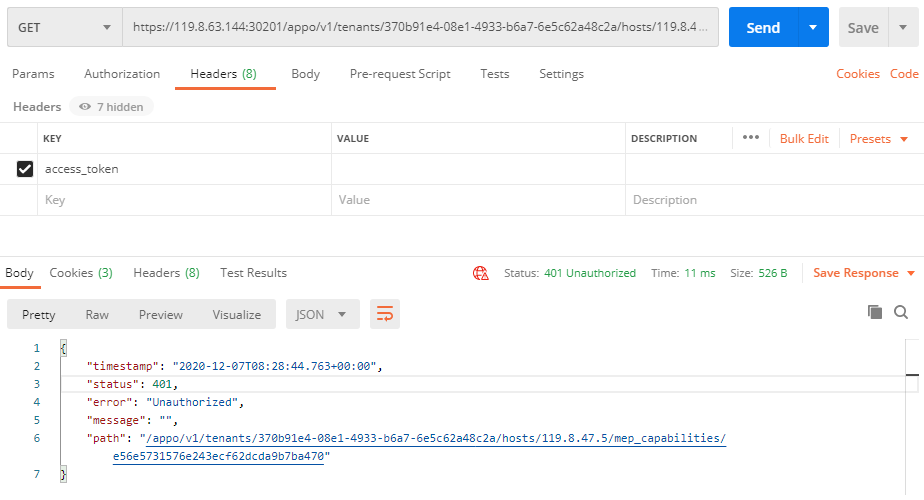 GET https://119.8.63.144:30201/appo/v1/tenants/370b91e4-08e1-4933-b6a7-6e5c62a48c2a/hosts/119.8.4 ... Send Save
Params Authorization Headers (8) Body Pre-request Script Tests Settings Cookies Code
Headers 7 hidden
KEY VALUE DESCRIPTION ••• Bulk Edit Presets
access_token
Key Value Description
Body Cookies (3) Headers (8) Test Results Status: 401 Unauthorized Time: 11 ms Size: 526 B Save Response
Pretty Raw Preview Visualize JSON
1 {
2 "timestamp": "2020-12-07T08:28:44.763+00:00",
3 "status": 401,
4 "error": "Unauthorized",
5 "message": "",
6 "path": "/appo/v1/tenants/370b91e4-08e1-4933-b6a7-6e5c62a48c2a/hosts/119.8.47.5/mep_capabilities/
e56e5731576e243ecf62dcda9b7ba470"
7 }